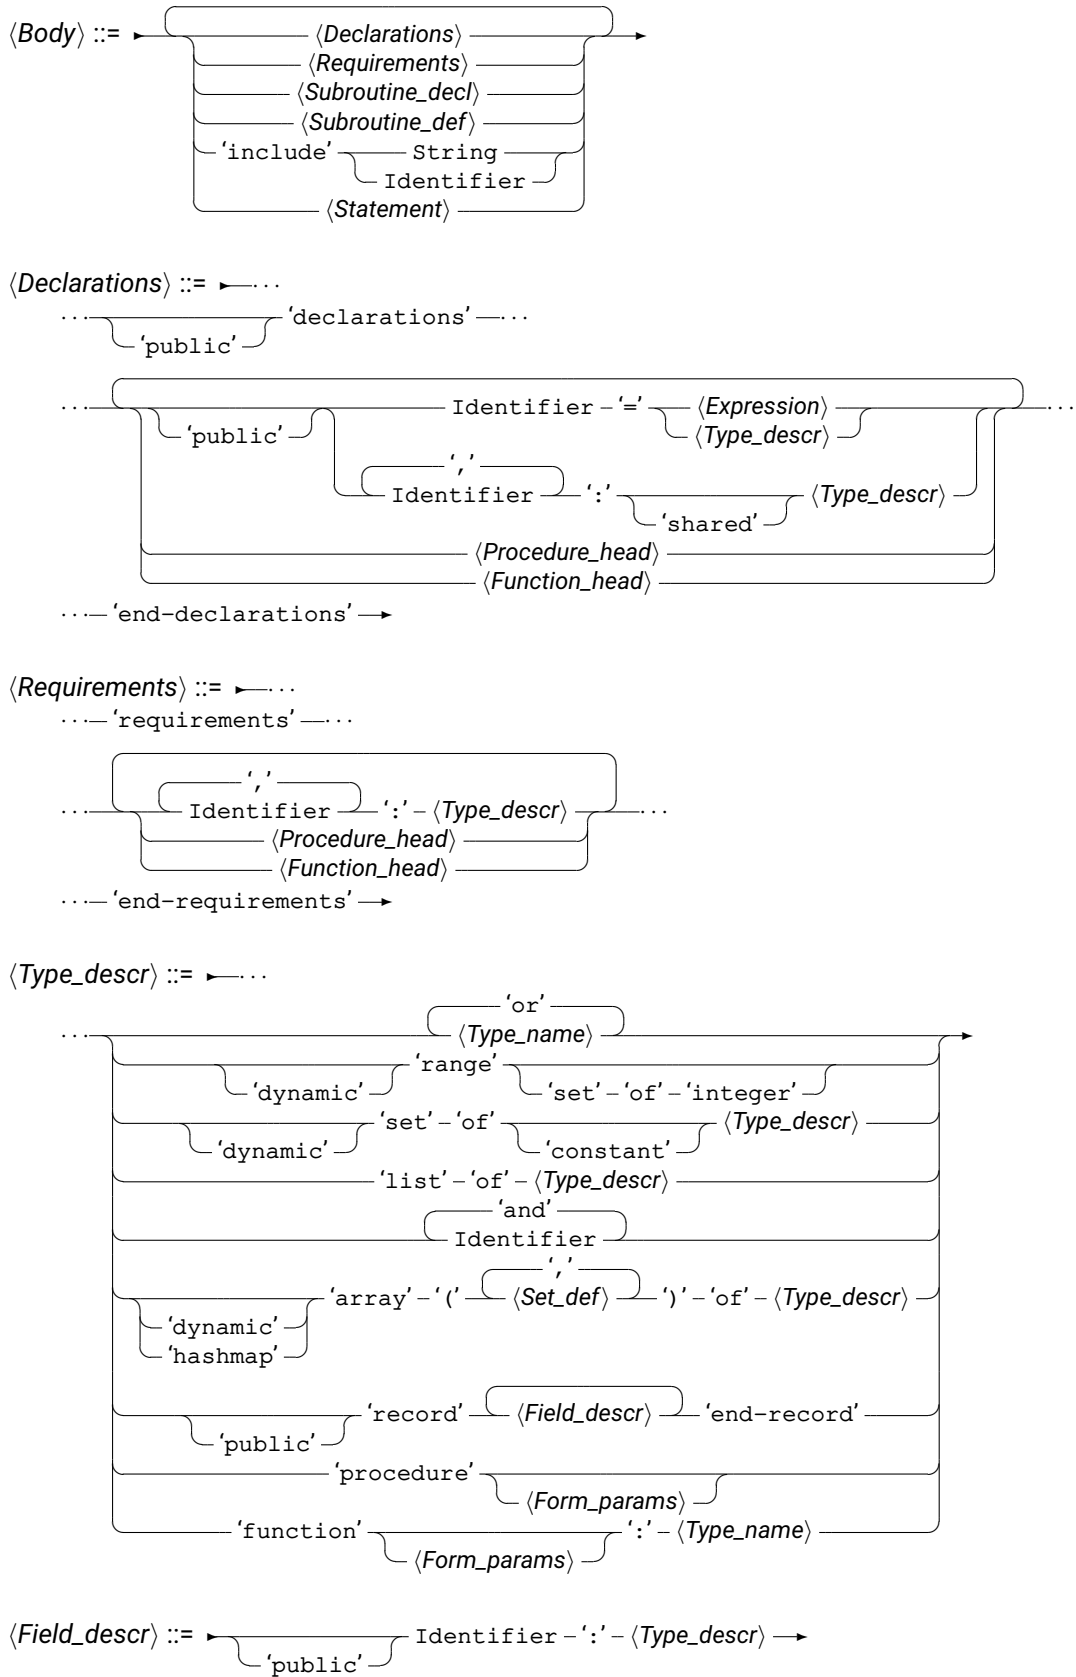 ⟨Body⟩ ::=
⟨Declarations⟩
⟨Requirements⟩
⟨Subroutine_decl⟩
⟨Subroutine_def⟩
‘include’ String
Identifier
⟨Statement⟩
⟨Declarations⟩ ::= ···
··· ‘declarations’ ···
‘public’
··· Identifier ‘=’ ⟨Expression⟩ ···
‘public’ ⟨Type_descr⟩
‘,’
Identifier ‘:’ ⟨Type_descr⟩
‘shared’
⟨Procedure_head⟩
⟨Function_head⟩
··· ‘end-declarations’
⟨Requirements⟩ ::= ···
··· ‘requirements’ ···
‘,’
··· Identifier ‘:’ ⟨Type_descr⟩ ···
⟨Procedure_head⟩
⟨Function_head⟩
··· ‘end-requirements’
⟨Type_descr⟩ ::= ···
‘or’
··· ⟨Type_name⟩
‘range’
‘dynamic’ ‘set’ ‘of’ ‘integer’
‘set’ ‘of’ ⟨Type_descr⟩
‘dynamic’ ‘constant’
‘list’ ‘of’ ⟨Type_descr⟩
‘and’
Identifier
‘,’
‘array’ ‘(’ ⟨Set_def⟩ ‘)’ ‘of’ ⟨Type_descr⟩
‘dynamic’
‘hashmap’
‘record’ ⟨Field_descr⟩ ‘end-record’
‘public’
‘procedure’
⟨Form_params⟩
‘function’ ‘:’ ⟨Type_name⟩
⟨Form_params⟩
⟨Field_descr⟩ ::= Identifier ‘:’ ⟨Type_descr⟩
‘public’